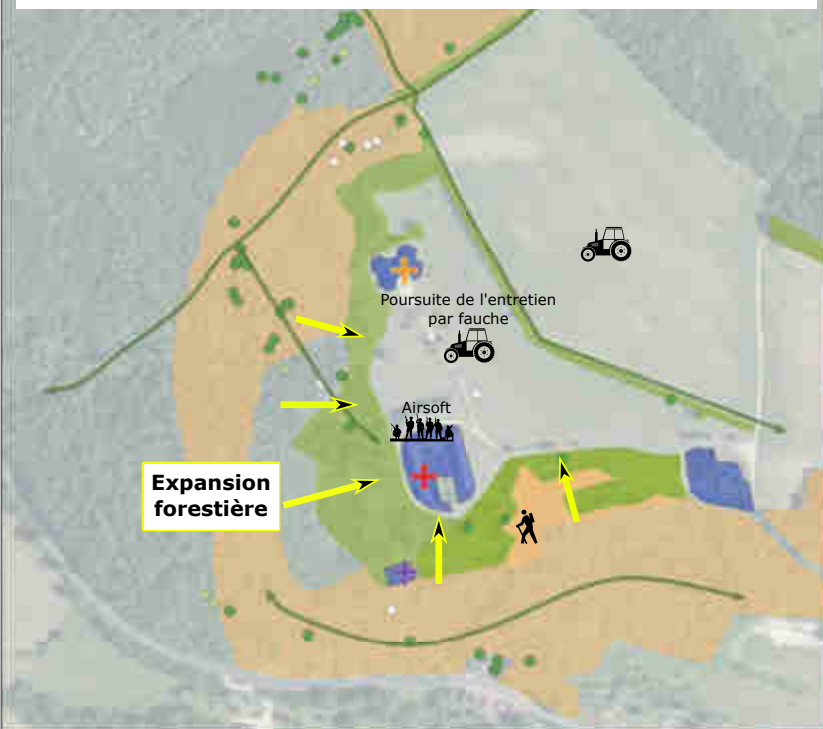 Poursuite de l'entretien
par fauche
Airsoft
Expansion
forestière